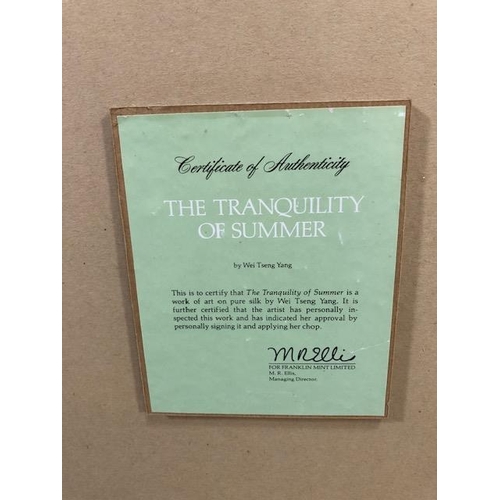 Certificate of Authenticity
THE TRANQUILITY
OF SUMMER
by Wei Tseng Yang
This is to certify that The Tranquility of Summer is a
work of art on pure silk by Wei Tseng Yang. It is
further certified that the artist has personally in-
spected this work and has indicated her approval by
personally signing it and applying her chop.
MREllis
FOR FRANKLIN MINT LIMITED
M. R. Ellis,
Managing Director.